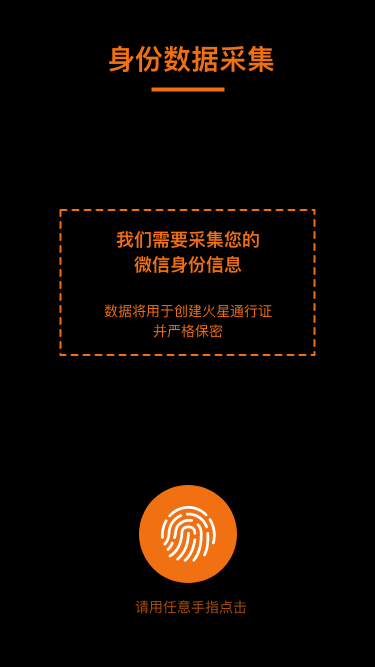 身份数据采集
我们需要采集您的
微信身份信息
数据将用于创建火星通行证
并严格保密
请用任意手指点击